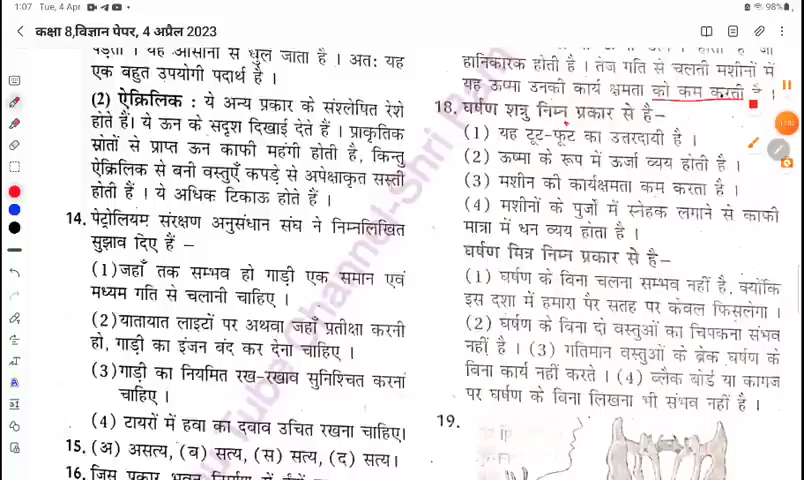 1:07 Tue, 4 Apr
98%
कक्षा 8,विज्ञान पेपर, 4 अप्रैल 2023
पड़ता । यह आसानी से धुल जाता है । अतः यह
एक बहुत उपयोगी पदार्थ है ।
(2) ऐक्रिलिक : ये अन्य प्रकार के संश्लेषित रेशे
होते हैं। ये ऊन के सदृश दिखाई देते हैं । प्राकृतिक
स्रोतों से प्राप्त ऊन काफी महंगी होती है, किन्तु
ऐक्रिलिक से बनी वस्तुएँ कपड़े से अपेक्षाकृत सस्ती
होती हैं । ये अधिक टिकाऊ होते हैं ।
14. पेट्रोलियम संरक्षण अनुसंधान संघ ने निम्नलिखित
सुझाव दिए हैं –
(1)जहाँ तक सम्भव हो गाड़ी एक समान एवं
मध्यम गति से चलानी चाहिए ।
(2)यातायात लाइटों पर अथवा जहाँ प्रतीक्षा करनी
हो, गाड़ी का इंजन बंद कर देना चाहिए ।
(3)गाड़ी का नियमित रख-रखाव सुनिश्चित करना
चाहिए ।
(4) टायरों में हवा का दवाव उचित रखना चाहिए।
15. (अ) असत्य, (ब) सत्य, (स) सत्य, (द) सत्य।
16. जिस प्रकार भवन निर्माण में
हानिकारक होती है । तेज गति से चलती मशीनों में
यह ऊष्मा उनकी कार्य क्षमता को कम करती है ।
18. घर्षण शत्रु निम्न प्रकार से है–
(1) यह टूट-फूट का उत्तरदायी है ।
(2) ऊष्मा के रूप में ऊर्जा व्यय होती है ।
(3) मशीन की कार्यक्षमता कम करता है ।
(4) मशीनों के पुर्जो में स्नेहक लगाने से काफी
मात्रा में धन व्यय होता है ।
घर्षण मित्र निम्न प्रकार से है–
(1) घर्षण के विना चलना सम्भव नहीं है, क्योंकि
इस दशा में हमारा पैर सतह पर केवल फिसलेगा ।
(2) घर्षण के विना दो वस्तुओं का चिपकना संभव
नहीं है । (3) गतिमान वस्तुओं के ब्रेक घर्षण के
विना कार्य नहीं करते । (4) ब्लैक बोर्ड या कागज
पर घर्षण के विना लिखना भी संभव नहीं है ।
19.
Tube Channel-Shri Ram